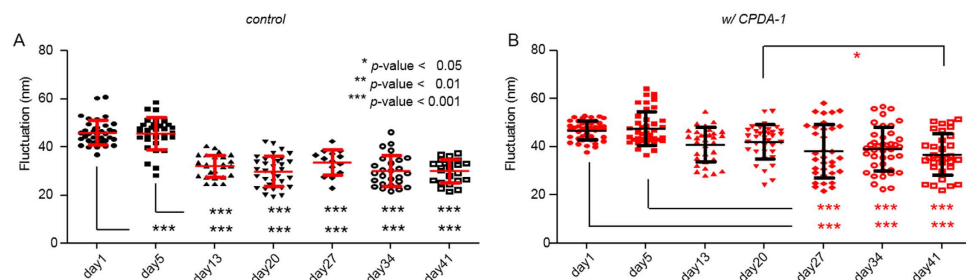 control
w/ CPDA-1
A
B
Fluctuation (nm)
80
60
40
20
0
* p-value < 0.05
** p-value < 0.01
*** p-value < 0.001
*** *** *** *** ***
*** *** *** *** *** ***
day1 day5 day13 day20 day27 day34 day41
Fluctuation (nm)
80
60
40
20
0
*
*** *** ***
*** *** ***
day1 day5 day13 day20 day27 day34 day41